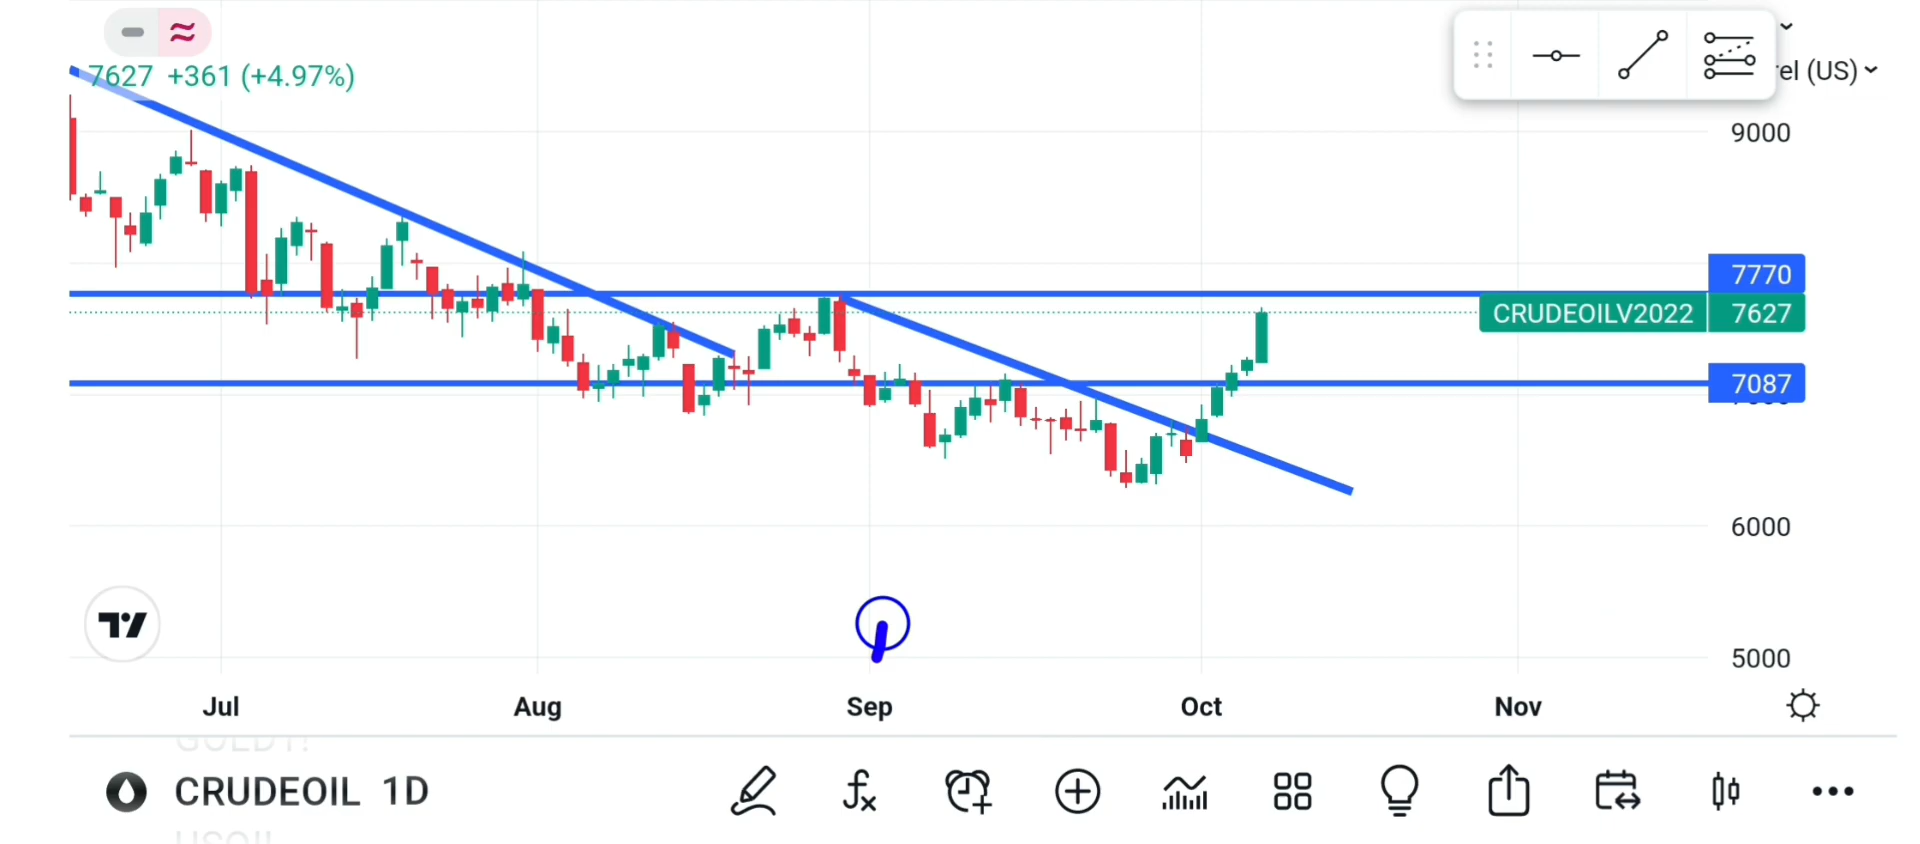 7627 +361 (+4.97%)
rel (US)
9000
7770
CRUDEOILV2022 7627
7087
6000
5000
Jul Aug Sep Oct Nov
CRUDEOIL 1D